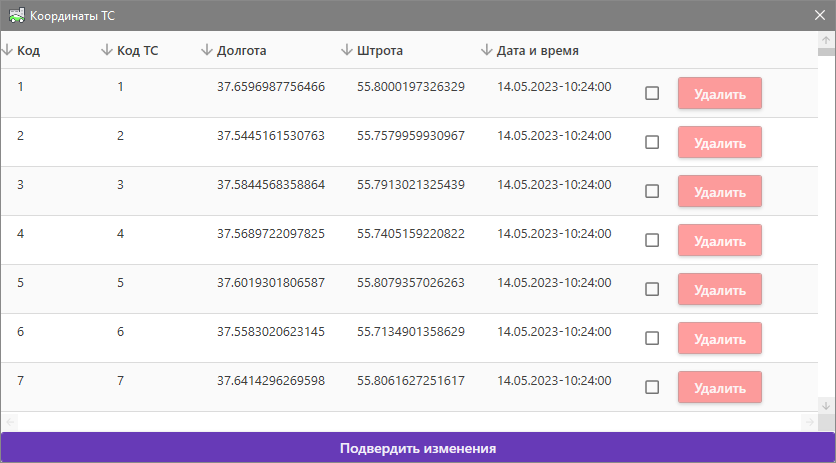 Координаты ТС
Код Код ТС Долгота Штрота Дата и время
1 1 37.6596987756466 55.8000197326329 14.05.2023-10:24:00 Удалить
2 2 37.5445161530763 55.7579959930967 14.05.2023-10:24:00 Удалить
3 3 37.5844568358864 55.7913021325439 14.05.2023-10:24:00 Удалить
4 4 37.5689722097825 55.7405159220822 14.05.2023-10:24:00 Удалить
5 5 37.6019301806587 55.8079357026263 14.05.2023-10:24:00 Удалить
6 6 37.5583020623145 55.7134901358629 14.05.2023-10:24:00 Удалить
7 7 37.6414296269598 55.8061627251617 14.05.2023-10:24:00 Удалить
Подвердить изменения